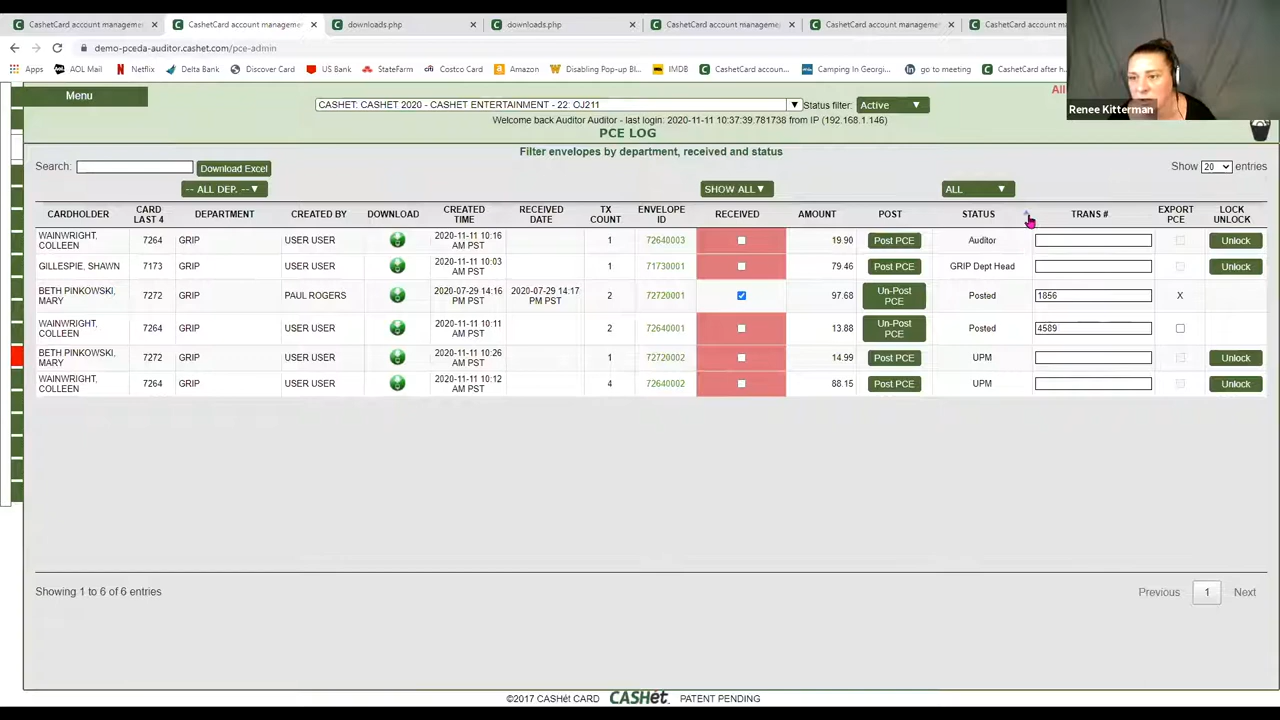 CashetCard account manageme
CashetCard account manageme
downloads.php
downloads.php
CashetCard account manageme
CashetCard account manageme
CashetCard account m
demo-pceda-auditor.cashet.com/pce-admin
Apps AOL Mail Netflix Delta Bank Discover Card US Bank StateFarm Costco Card Amazon Disabling Pop-up Bl... IMDB CashetCard accoun... Camping In Georgi... go to meeting CashetCard after h
Renee Kitterman
Menu
CASHET: CASHET 2020 - CASHET ENTERTAINMENT - 22: OJ211
Status filter: Active
Welcome back Auditor Auditor - last login: 2020-11-11 10:37:39.781738 from IP (192.168.1.146)
PCE LOG
Filter envelopes by department, received and status
Search: Download Excel
Show 20 entries
-- ALL DEP. -- SHOW ALL ALL
CARDHOLDER CARD LAST 4 DEPARTMENT CREATED BY DOWNLOAD CREATED TIME RECEIVED DATE TX COUNT ENVELOPE ID RECEIVED AMOUNT POST STATUS TRANS # EXPORT PCE LOCK UNLOCK
WAINWRIGHT, COLLEEN 7264 GRIP USER USER 2020-11-11 10:16 AM PST 1 72640003 19.90 Post PCE Auditor Unlock
GILLESPIE, SHAWN 7173 GRIP USER USER 2020-11-11 10:03 AM PST 1 71730001 79.46 Post PCE GRIP Dept Head Unlock
BETH PINKOWSKI, MARY 7272 GRIP PAUL ROGERS 2020-07-29 14:16 PM PST 2020-07-29 14:17 PM PST 2 72720001 97.68 Un-Post PCE Posted 1856 X
WAINWRIGHT, COLLEEN 7264 GRIP USER USER 2020-11-11 10:11 AM PST 2 72640001 13.88 Un-Post PCE Posted 4589
BETH PINKOWSKI, MARY 7272 GRIP USER USER 2020-11-11 10:26 AM PST 1 72720002 14.99 Post PCE UPM Unlock
WAINWRIGHT, COLLEEN 7264 GRIP USER USER 2020-11-11 10:12 AM PST 4 72640002 88.15 Post PCE UPM Unlock
Showing 1 to 6 of 6 entries
Previous 1 Next
©2017 CASHét CARD CASHét. PATENT PENDING